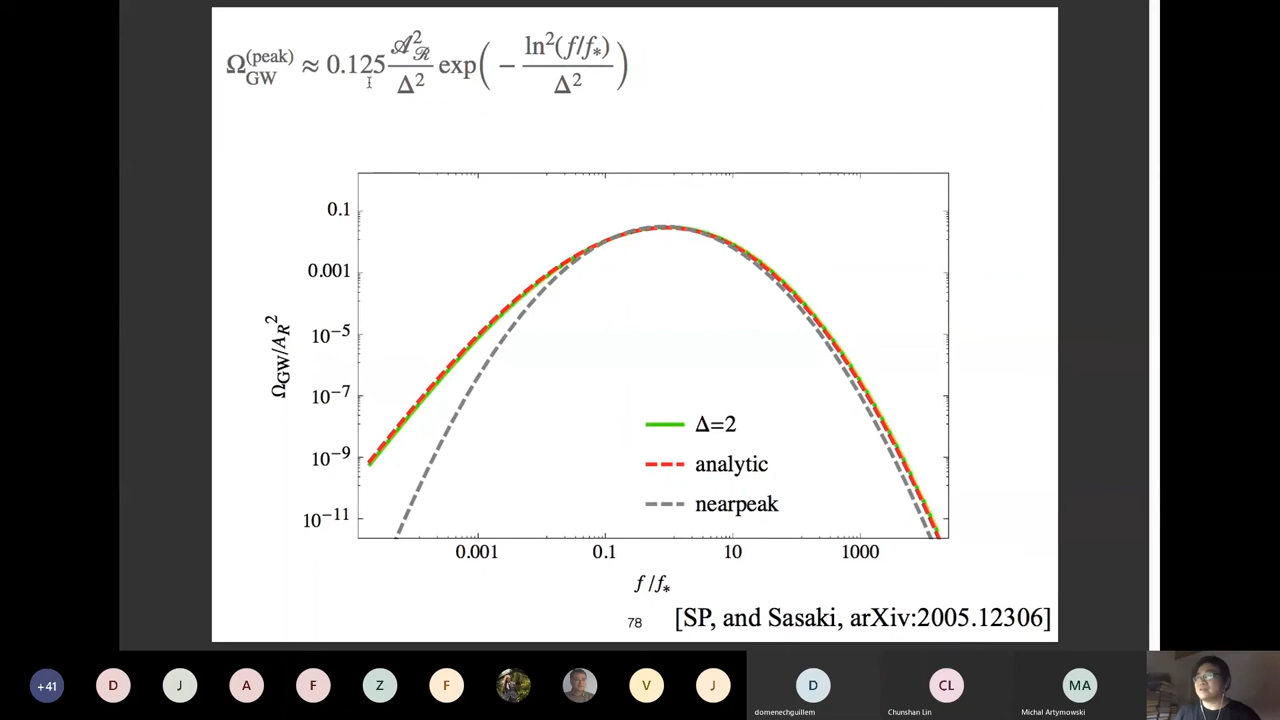 Ω_GW^(peak) ≈ 0.125 𝒜_ℛ^2/Δ^2 exp( − ln^2(f/f_*)/Δ^2 )
0.1
0.001
10^−5
10^−7
10^−9
10^−11
Ω_GW/A_R^2
Δ=2
analytic
nearpeak
0.001 0.1 10 1000
f/f_*
78 [SP, and Sasaki, arXiv:2005.12306]
+41 D J A F Z F V J D CL MA
domenechguillem Chunshan Lin Michal Artymowski